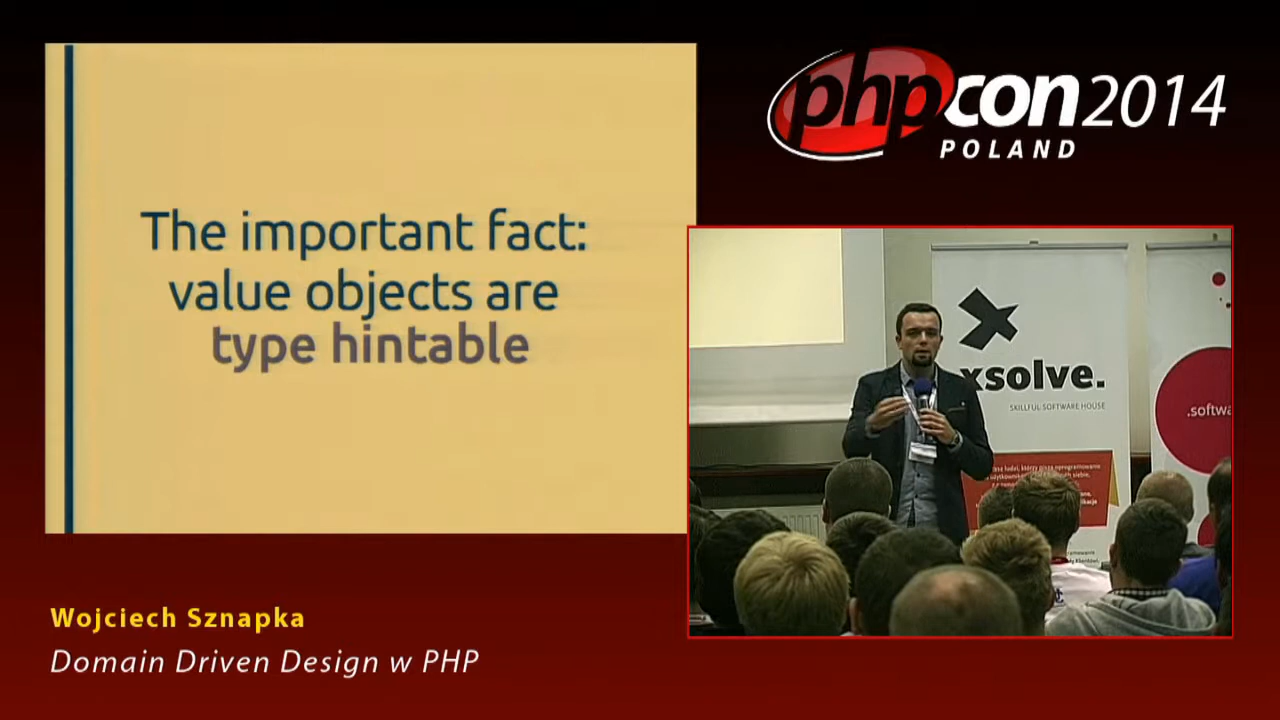 The important fact:
value objects are
type hintable
phpcon2014
POLAND
xsolve.
SKILLFUL SOFTWARE HOUSE
.softwa
Wojciech Sznapka
Domain Driven Design w PHP